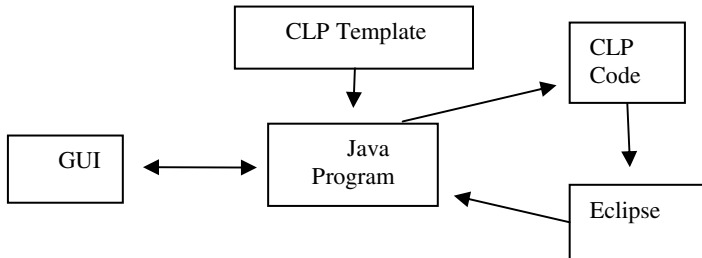 CLP Template
CLP
Code
GUI
Java
Program
Eclipse